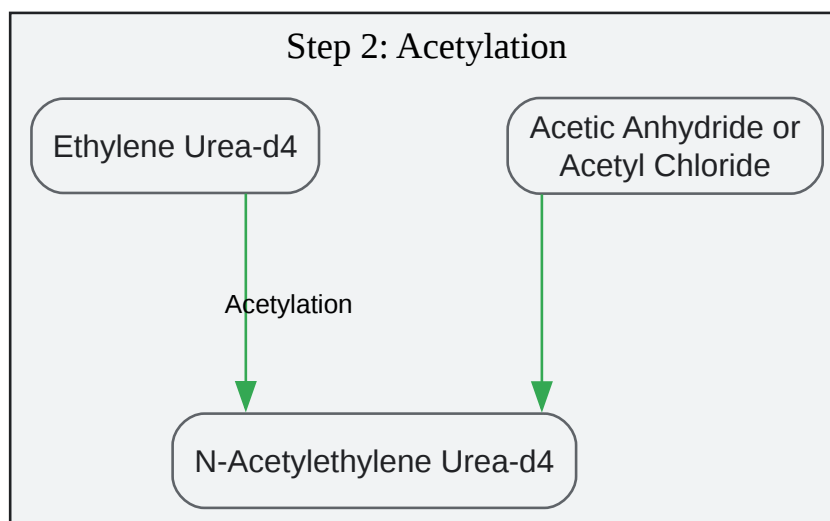 Step 2: Acetylation
Ethylene Urea-d4
Acetic Anhydride or
Acetyl Chloride
Acetylation
N-Acetylethylene Urea-d4